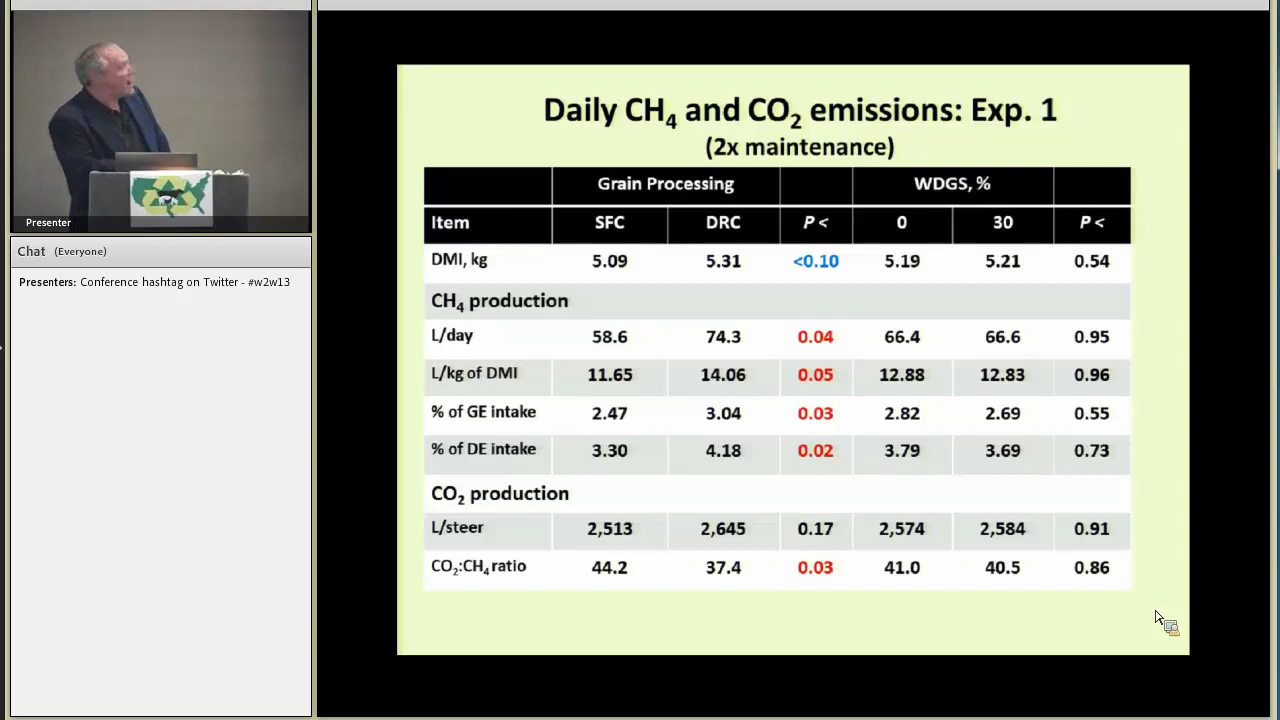 Presenter
Chat (Everyone)
Presenters: Conference hashtag on Twitter - #w2w13
Daily CH₄ and CO₂ emissions: Exp. 1
(2x maintenance)
Grain Processing WDGS, %
Item SFC DRC P < 0 30 P <
DMI, kg 5.09 5.31 <0.10 5.19 5.21 0.54
CH₄ production
L/day 58.6 74.3 0.04 66.4 66.6 0.95
L/kg of DMI 11.65 14.06 0.05 12.88 12.83 0.96
% of GE intake 2.47 3.04 0.03 2.82 2.69 0.55
% of DE intake 3.30 4.18 0.02 3.79 3.69 0.73
CO₂ production
L/steer 2,513 2,645 0.17 2,574 2,584 0.91
CO₂:CH₄ ratio 44.2 37.4 0.03 41.0 40.5 0.86